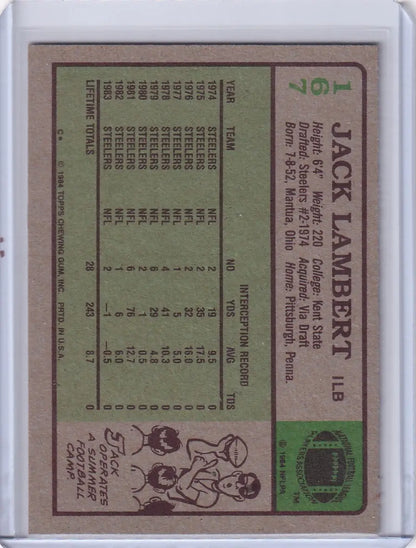 167
JACK LAMBERT ILB
Height: 6'4" Weight: 220 College: Kent State
Drafted: Steelers #2-1974 Acquired: Via Draft
Born: 7-8-52, Mantua, Ohio Home: Pittsburgh, Penna.
NATIONAL FOOTBALL LEAGUE
PLAYERS ASSOCIATION
TM
© 1984 NFLPA
INTERCEPTION RECORD
YEAR TEAM NO YDS AVG TDS
1974 STEELERS NFL 2 19 9.5 0
1975 STEELERS NFL 2 35 17.5 0
1976 STEELERS NFL 2 32 16.0 0
1977 STEELERS NFL 1 5 5.0 0
1978 STEELERS NFL 4 41 10.3 0
1979 STEELERS NFL 6 29 4.8 0
1980 STEELERS NFL 2 1 0.5 0
1981 STEELERS NFL 6 76 12.7 0
1982 STEELERS NFL 1 6 6.0 0
1983 STEELERS NFL 2 -1 -0.5 0
LIFETIME TOTALS 28 243 8.7 0
JACK
OPERATES
A SUMMER
FOOTBALL
CAMP.
C* © 1984 TOPPS CHEWING GUM, INC. PRTD. IN U.S.A.